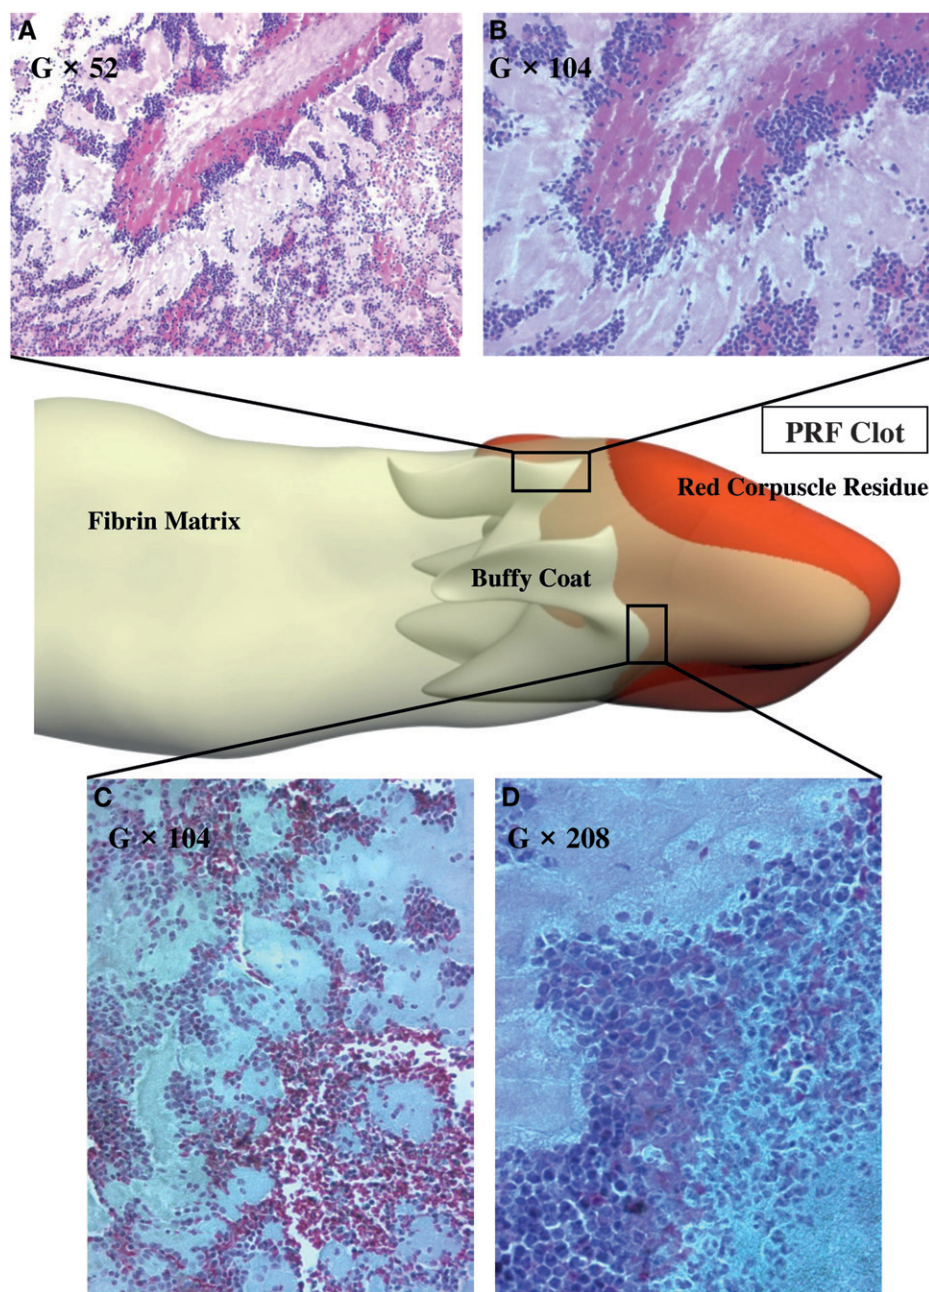 A
G × 52
B
G × 104
PRF Clot
Red Corpuscle Residue
Fibrin Matrix
Buffy Coat
C
G × 104
D
G × 208